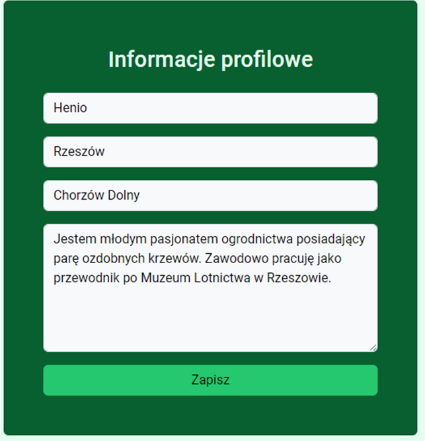 Informacje profilowe
Henio
Rzeszów
Chorzów Dolny
Jestem młodym pasjonatem ogrodnictwa posiadający
parę ozdobnych krzewów. Zawodowo pracuję jako
przewodnik po Muzeum Lotnictwa w Rzeszowie.
Zapisz